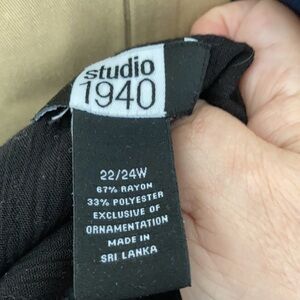 studio
1940
22/24W
67% RAYON
33% POLYESTER
EXCLUSIVE OF
ORNAMENTATION
MADE IN
SRI LANKA